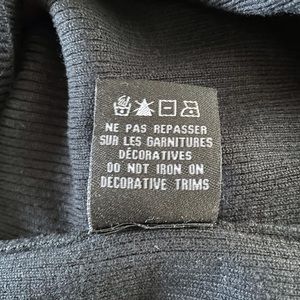 NE PAS REPASSER
SUR LES GARNITURES
DÉCORATIVES
DO NOT IRON ON
DECORATIVE TRIMS